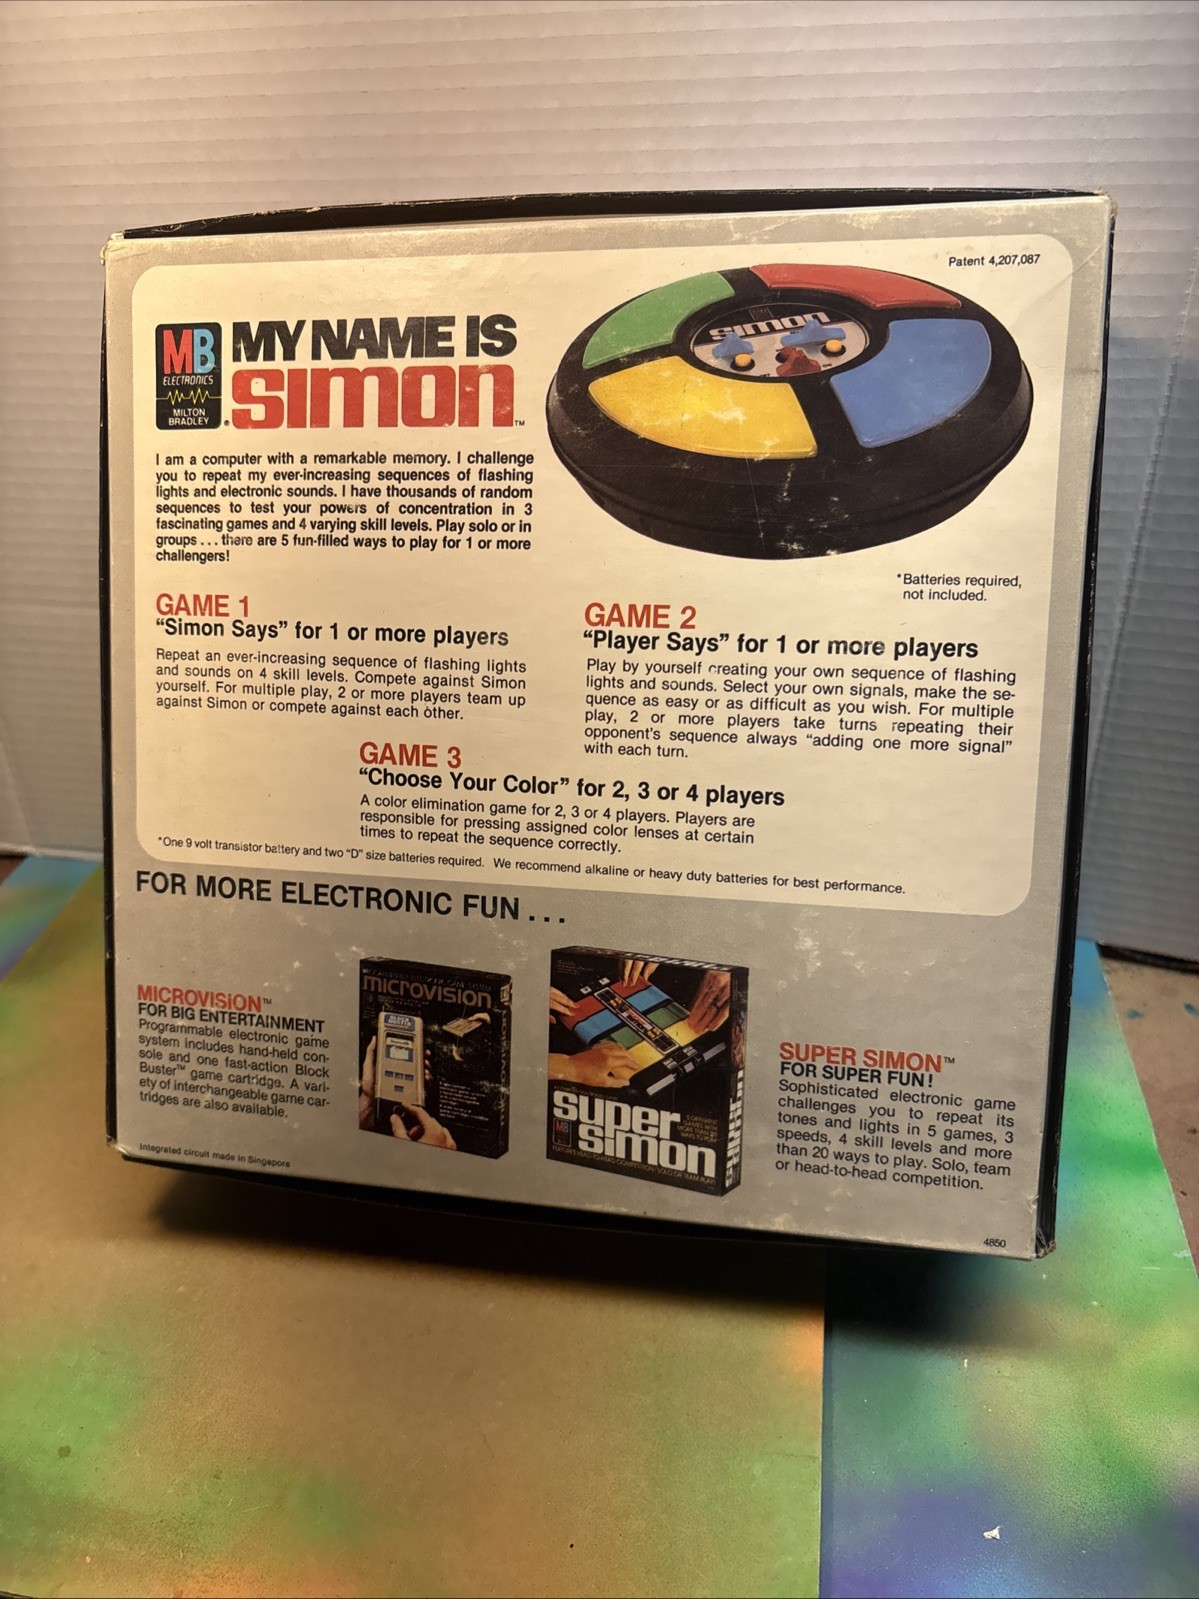 Patent 4,207,087
MB
ELECTRONICS
MILTON
BRADLEY
MY NAME IS
SIMON™
simon
I am a computer with a remarkable memory. I challenge
you to repeat my ever-increasing sequences of flashing
lights and electronic sounds. I have thousands of random
sequences to test your powers of concentration in 3
fascinating games and 4 varying skill levels. Play solo or in
groups . . . there are 5 fun-filled ways to play for 1 or more
challengers!
*Batteries required,
not included.
GAME 1
“Simon Says” for 1 or more players
Repeat an ever-increasing sequence of flashing lights
and sounds on 4 skill levels. Compete against Simon
yourself. For multiple play, 2 or more players team up
against Simon or compete against each other.
GAME 2
“Player Says” for 1 or more players
Play by yourself creating your own sequence of flashing
lights and sounds. Select your own signals, make the se-
quence as easy or as difficult as you wish. For multiple
play, 2 or more players take turns repeating their
opponent's sequence always “adding one more signal”
with each turn.
GAME 3
“Choose Your Color” for 2, 3 or 4 players
A color elimination game for 2, 3 or 4 players. Players are
responsible for pressing assigned color lenses at certain
times to repeat the sequence correctly.
*One 9 volt transistor battery and two “D” size batteries required. We recommend alkaline or heavy duty batteries for best performance.
FOR MORE ELECTRONIC FUN . . .
MICROVISION™
FOR BIG ENTERTAINMENT
Programmable electronic game
system includes hand-held con-
sole and one fast-action Block
Buster™ game cartridge. A vari-
ety of interchangeable game car-
tridges are also available.
microvision
super
simon
MB
SUPER SIMON™
FOR SUPER FUN!
Sophisticated electronic game
challenges you to repeat its
tones and lights in 5 games, 3
speeds, 4 skill levels and more
than 20 ways to play. Solo, team
or head-to-head competition.
Integrated circuit made in Singapore
4850